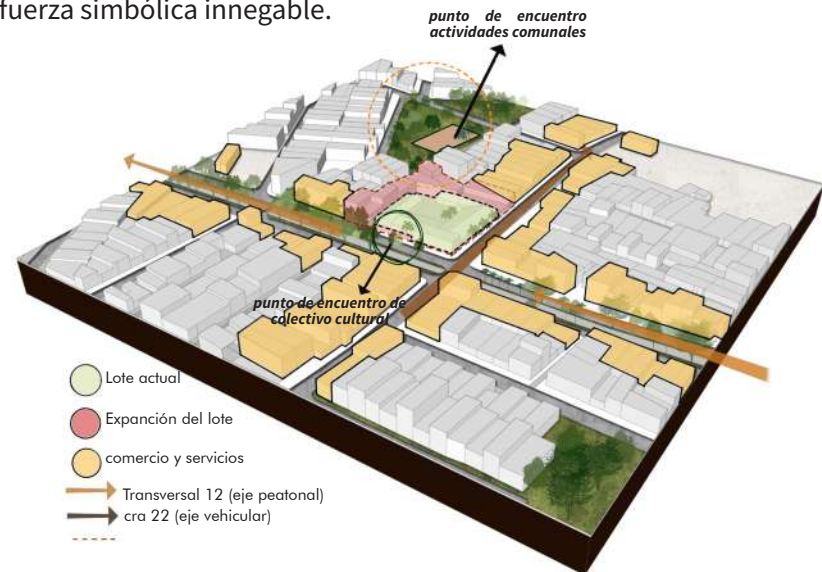 fuerza simbólica innegable.
punto de encuentro
actividades comunales
punto de encuentro de
colectivo cultural
Lote actual
Expanción del lote
comercio y servicios
Transversal 12 (eje peatonal)
cra 22 (eje vehicular)